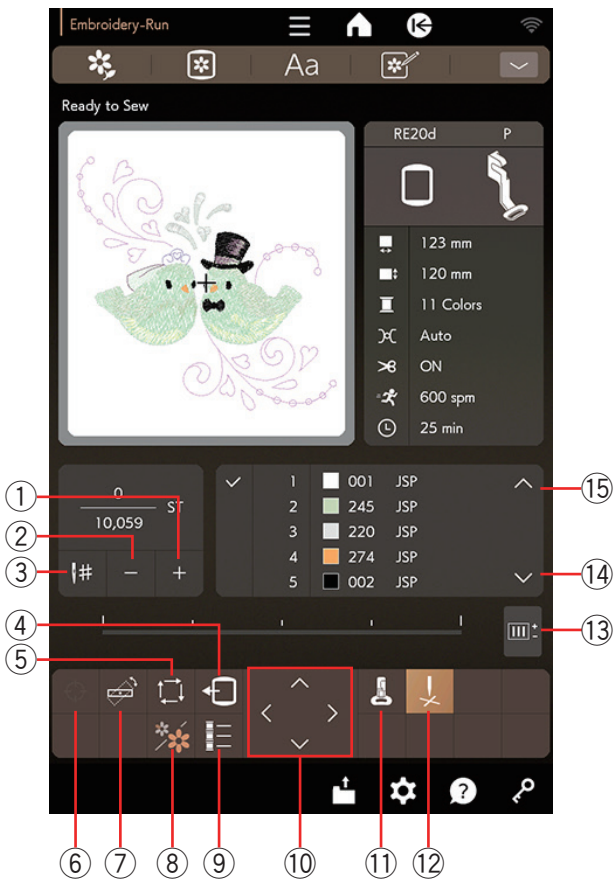 Embroidery-Run
Aa
Ready to Sew
RE20d P
123 mm
120 mm
11 Colors
Auto
ON
600 spm
25 min
0
10,059
ST
#
− +
1 001 JSP
2 245 JSP
3 220 JSP
4 274 JSP
5 002 JSP
?
1
2
3
4
5
6 7 8 9 10 11 12
13
14
15